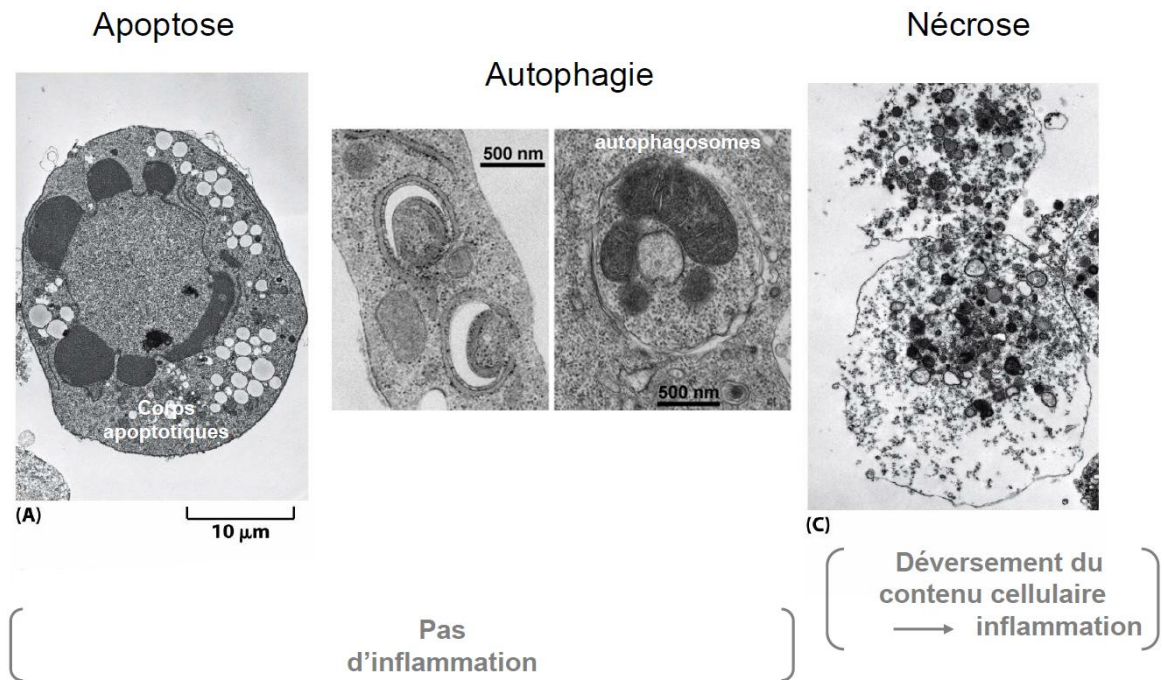 Apoptose
Autophagie
Nécrose
500 nm
autophagosomes
500 nm
Corps
apoptotiques
(A)
10 µm
(C)
Déversement du
contenu cellulaire
inflammation
Pas
d'inflammation